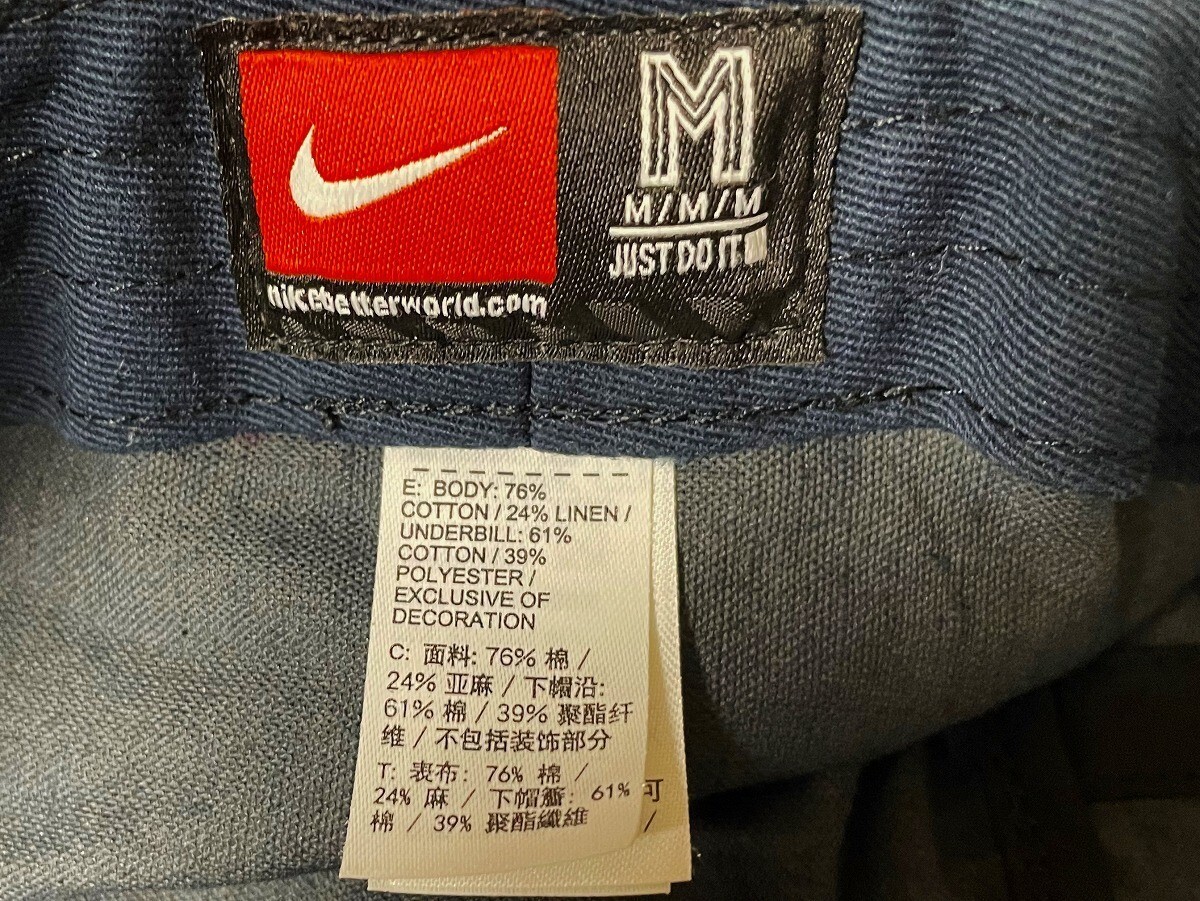 M
M/M/M
JUST DO IT
nikebetterworld.com
E: BODY: 76%
COTTON / 24% LINEN /
UNDERBILL: 61%
COTTON / 39%
POLYESTER /
EXCLUSIVE OF
DECORATION
C: 面料: 76% 棉 /
24% 亚麻 / 下帽沿:
61% 棉 / 39% 聚酯纤
维 / 不包括装饰部分
T: 表布: 76% 棉 /
24% 麻 / 下帽簷: 61%
棉 / 39% 聚酯纖維
可
/